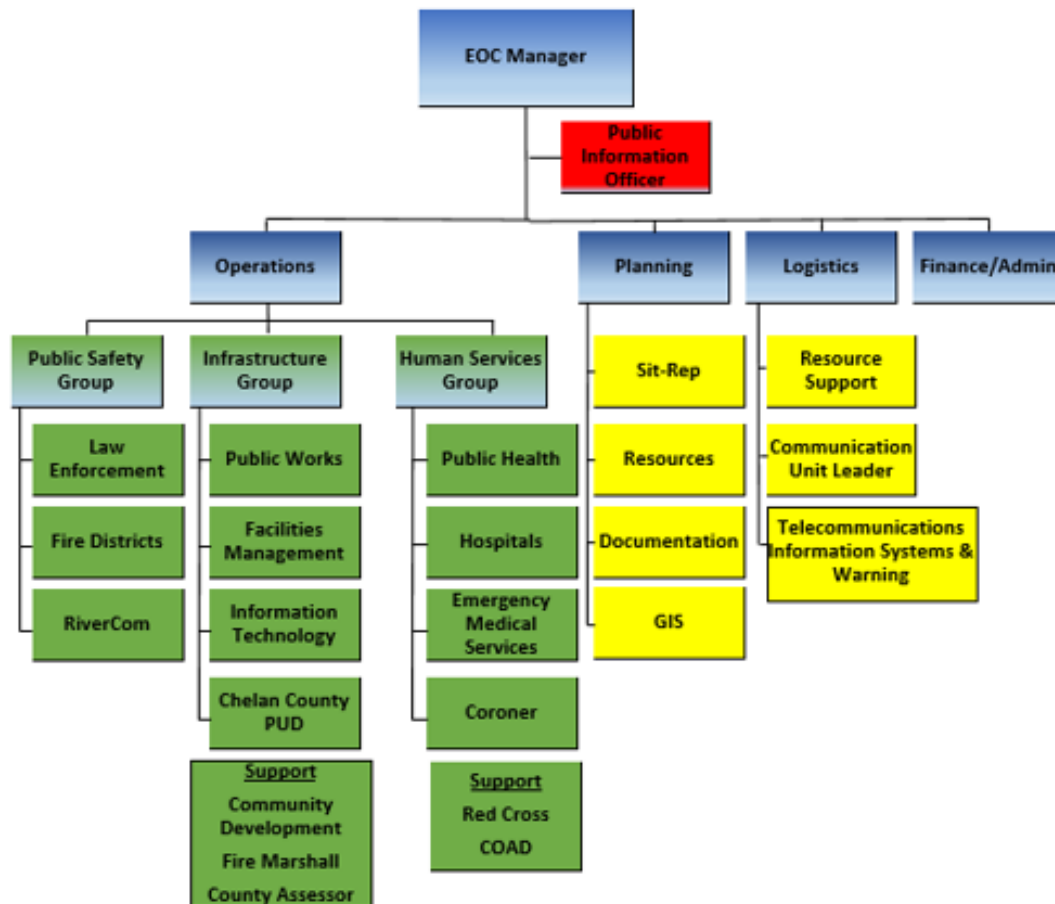 EOC Manager
Public
Information
Officer
Operations
Planning
Logistics
Finance/Admin
Public Safety
Group
Infrastructure
Group
Human Services
Group
Sit-Rep
Resource
Support
Law
Enforcement
Public Works
Public Health
Resources
Communication
Unit Leader
Fire Districts
Facilities
Management
Hospitals
Documentation
Telecommunications
Information Systems &
Warning
RiverCom
Information
Technology
Emergency
Medical
Services
GIS
Chelan County
PUD
Coroner
Support
Community
Development
Fire Marshall
County Assessor
Support
Red Cross
COAD